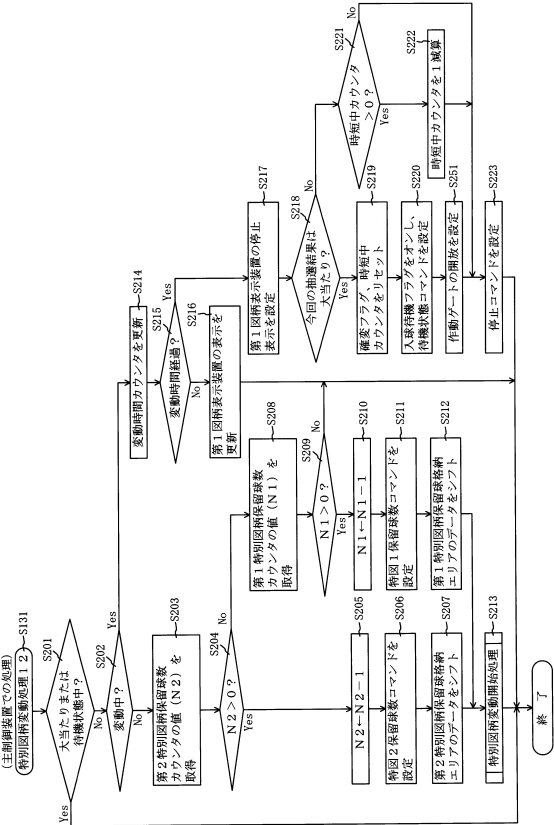 (主制御装置での処理)
特別図柄変動処理12
S131
大当たりまたは
待機状態中?
S201
Yes
No
変動中?
S202
Yes
No
第2特別図柄保留球数
カウンタの値(N2)を
取得
S203
N2>0?
S204
No
Yes
N2←N2-1
S205
特図2保留球数コマンドを
設定
S206
第2特別図柄保留球格納
エリアのデータをシフト
S207
第1特別図柄保留球数
カウンタの値(N1)を
取得
S208
N1>0?
S209
No
Yes
N1←N1-1
S210
特図1保留球数コマンドを
設定
S211
第1特別図柄保留球格納
エリアのデータをシフト
S212
特別図柄変動開始処理
S213
変動時間カウンタを更新
S214
変動時間経過?
S215
Yes
No
第1図柄表示装置の表示を
更新
S216
第1図柄表示装置の停止
表示を設定
S217
今回の抽選結果は
大当たり?
S218
No
Yes
確変フラグ、時短中
カウンタをリセット
S219
入球待機フラグをオンし、
待機状態コマンドを設定
S220
作動ゲートの開放を設定
S251
時短中カウンタ
>0?
S221
No
Yes
時短中カウンタを1減算
S222
停止コマンドを設定
S223
終 了